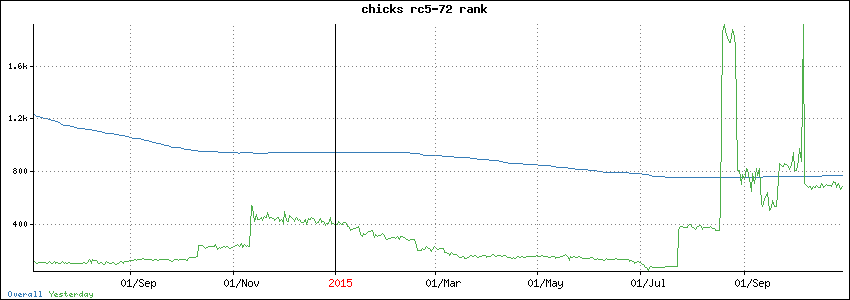 chicks rc5-72 rank
1.6k
1.2k
800
400
01/Sep 01/Nov 2015 01/Mar 01/May 01/Jul 01/Sep
Overall Yesterday